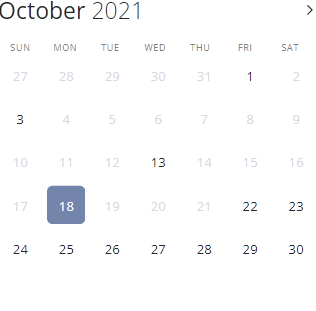 October 2021
SUN MON TUE WED THU FRI SAT
27 28 29 30 31 1 2
3 4 5 6 7 8 9
10 11 12 13 14 15 16
17 18 19 20 21 22 23
24 25 26 27 28 29 30